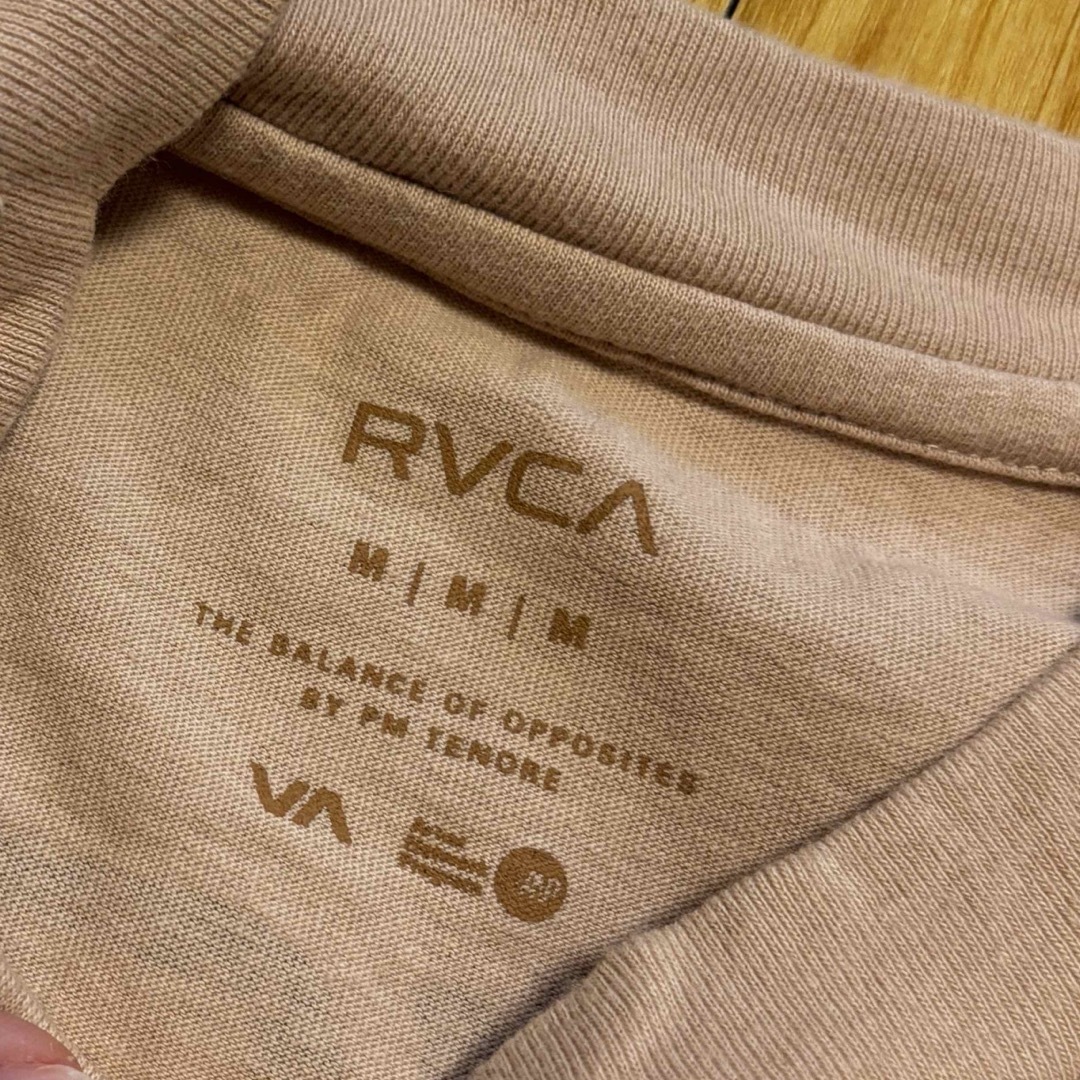 RVCA
M | M | M
THE BALANCE OF OPPOSITES
BY PM TENORE
VA